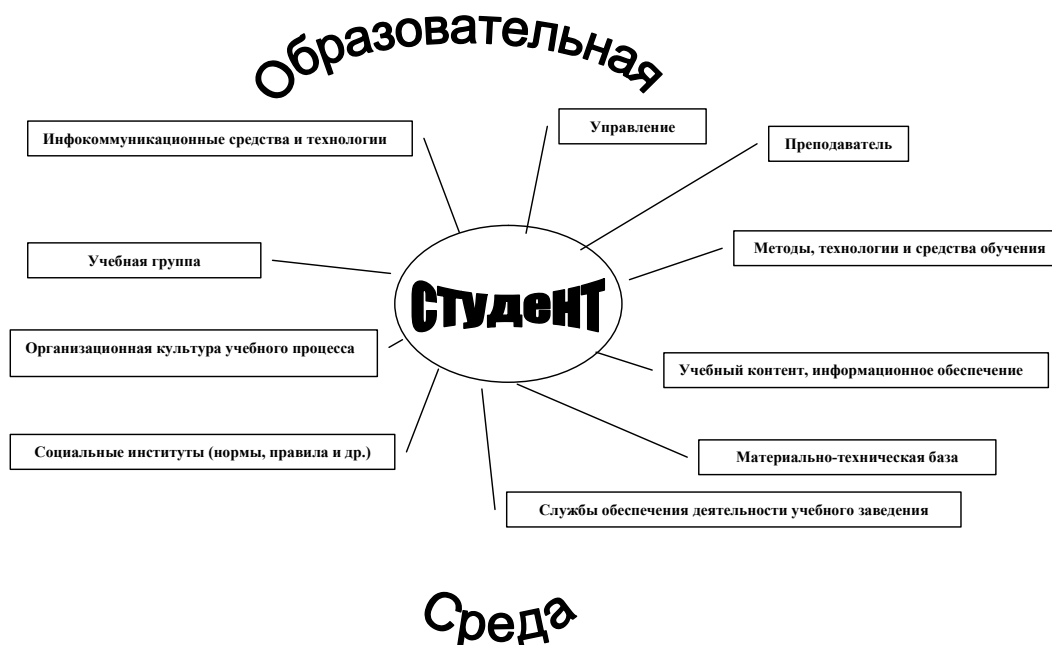 Образовательная
Управление
Инфокоммуникационные средства и технологии
Преподаватель
Методы, технологии и средства обучения
Учебная группа
студент
Организационная культура учебного процесса
Учебный контент, информационное обеспечение
Социальные институты (нормы, правила и др.)
Материально-техническая база
Службы обеспечения деятельности учебного заведения
Среда